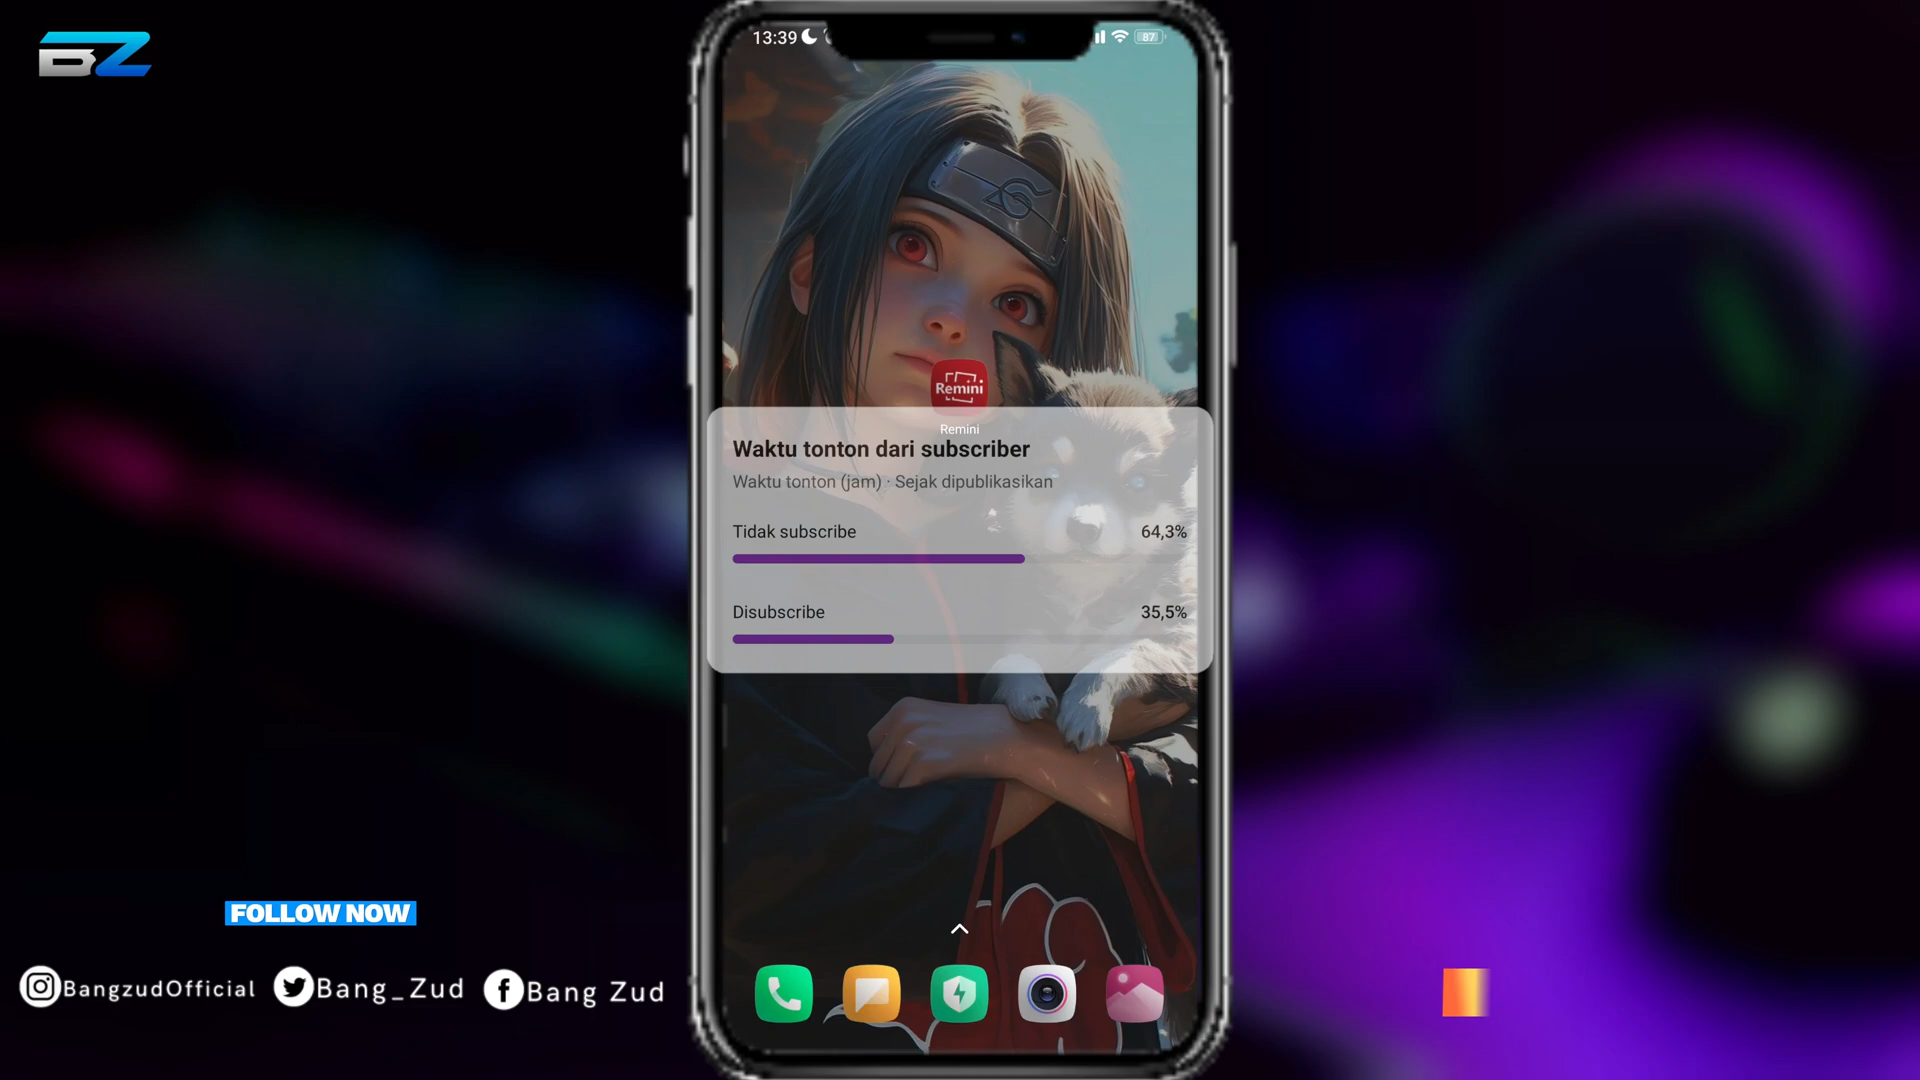 BZ
13:39
87
Remini
Remini
Waktu tonton dari subscriber
Waktu tonton (jam) · Sejak dipublikasikan
Tidak subscribe 64,3%
Disubscribe 35,5%
FOLLOW NOW
BangzudOfficial Bang_Zud Bang Zud